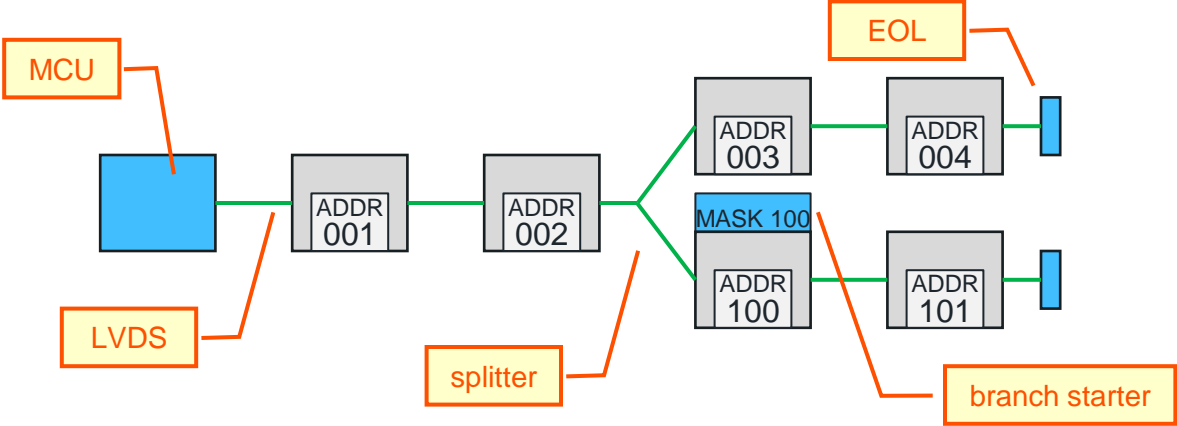 EOL
MCU
ADDR
003
ADDR
004
ADDR
001
ADDR
002
MASK 100
ADDR
100
ADDR
101
LVDS
splitter
branch starter